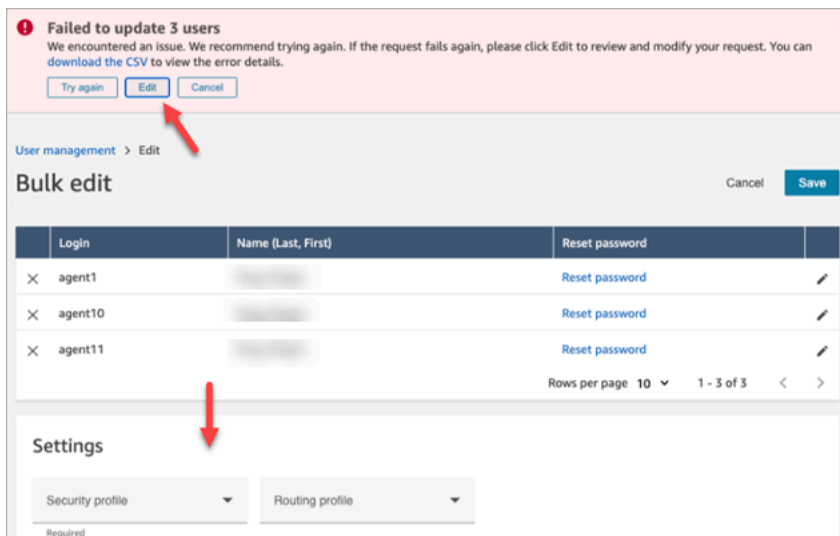 Failed to update 3 users
We encountered an issue. We recommend trying again. If the request fails again, please click Edit to review and modify your request. You can
download the CSV to view the error details.
Try again Edit Cancel
User management > Edit
Bulk edit Cancel Save
Login Name (Last, First) Reset password
agent1 Reset password
agent10 Reset password
agent11 Reset password
Rows per page 10 1 - 3 of 3 < >
Settings
Security profile Routing profile
Required